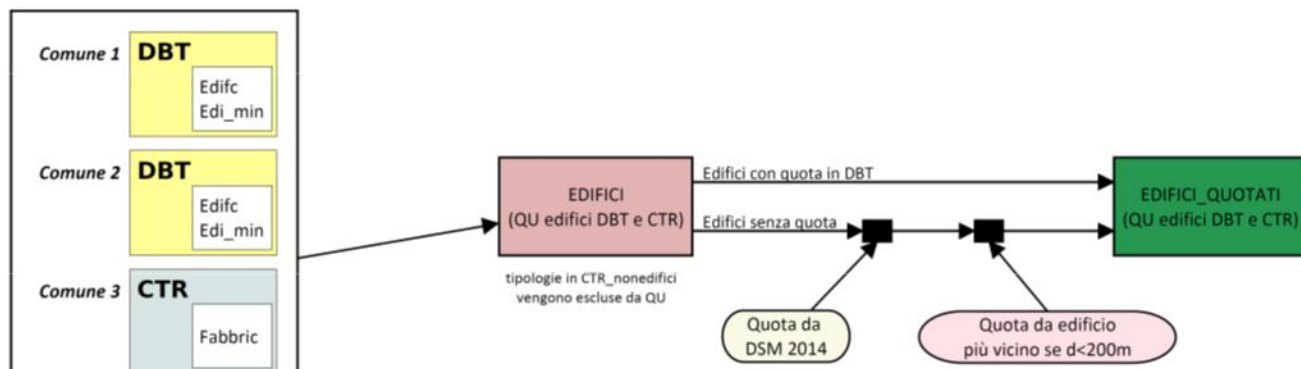 Comune 1
DBT
Edifc
Edi_min
Comune 2
DBT
Edifc
Edi_min
Comune 3
CTR
Fabbric
EDIFICI
(QU edifici DBT e CTR)
tipologie in CTR_nonedifici
vengono escluse da QU
Edifici con quota in DBT
Edifici senza quota
Quota da
DSM 2014
Quota da edificio
più vicino se d<200m
EDIFICI_QUOTATI
(QU edifici DBT e CTR)